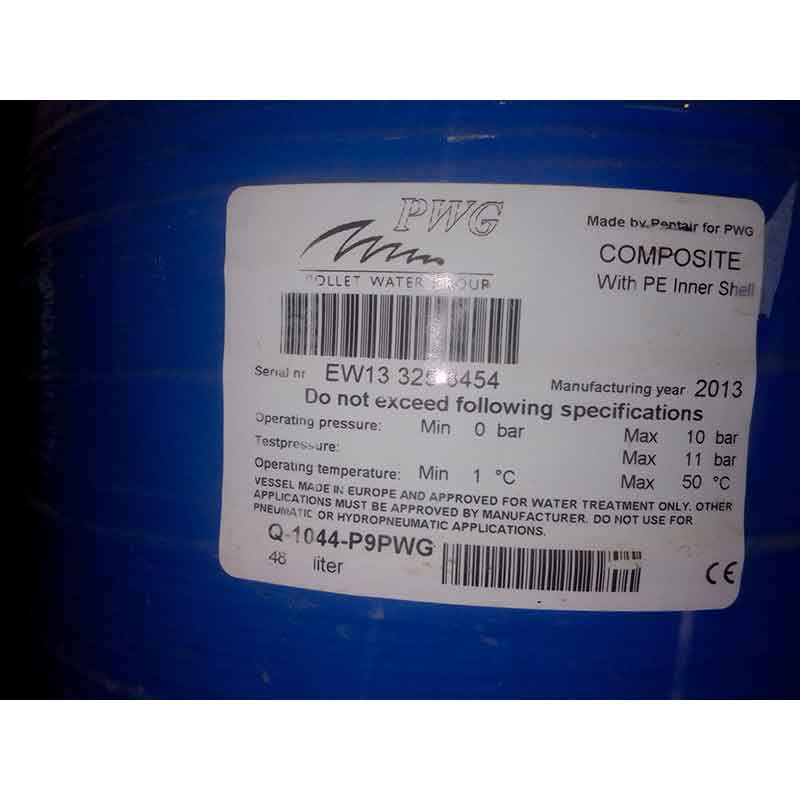 PWG
POLLET WATER GROUP
Made by Pentair for PWG
COMPOSITE
With PE Inner Shell
Serial nr EW13 325 8454
Manufacturing year 2013
Do not exceed following specifications
Operating pressure: Min 0 bar Max 10 bar
Testpressure: Max 11 bar
Operating temperature: Min 1 °C Max 50 °C
VESSEL MADE IN EUROPE AND APPROVED FOR WATER TREATMENT ONLY. OTHER
APPLICATIONS MUST BE APPROVED BY MANUFACTURER. DO NOT USE FOR
PNEUMATIC OR HYDROPNEUMATIC APPLICATIONS.
Q-1044-P9PWG
48 liter
CE